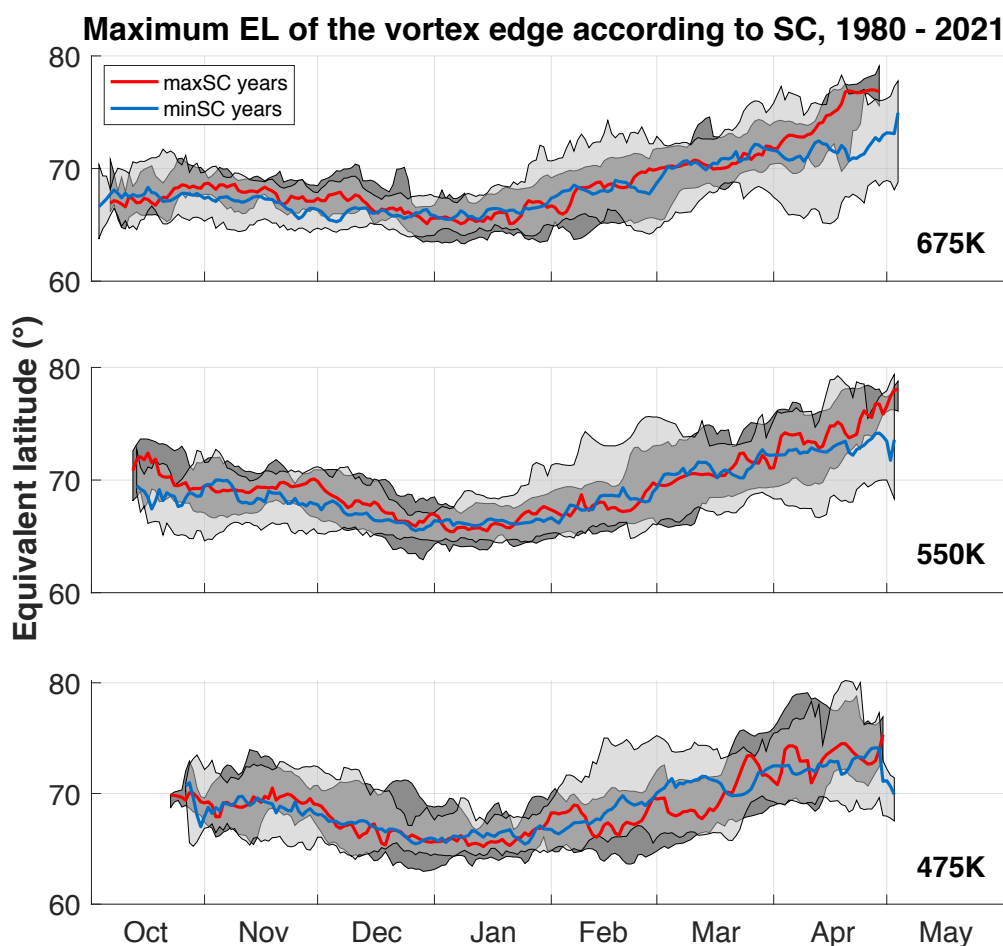 Maximum EL of the vortex edge according to SC, 1980 - 2021
maxSC years
minSC years
80
70
60
675K
Equivalent latitude (°)
80
70
60
550K
80
70
60
475K
Oct Nov Dec Jan Feb Mar Apr May